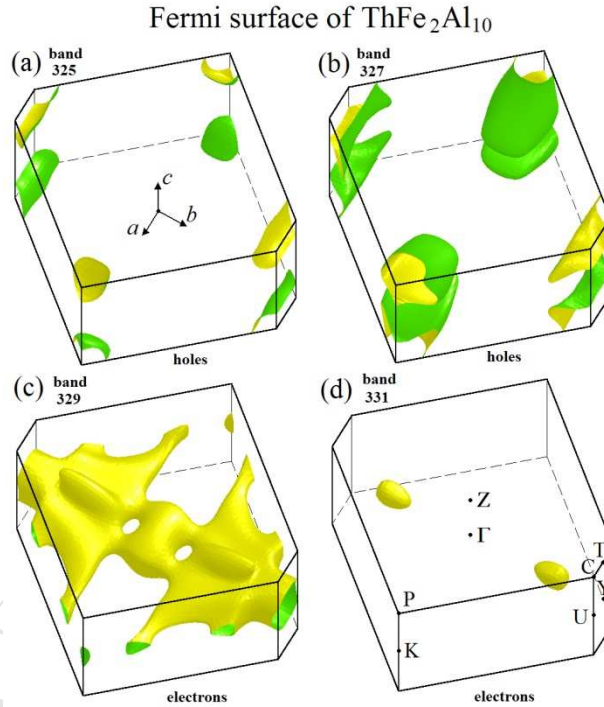 Fermi surface of ThFe₂Al₁₀
(a) band 325
c
a
b
holes
(b) band 327
holes
(c) band 329
electrons
(d) band 331
Z
Γ
T
C
Y
P
U
K
electrons